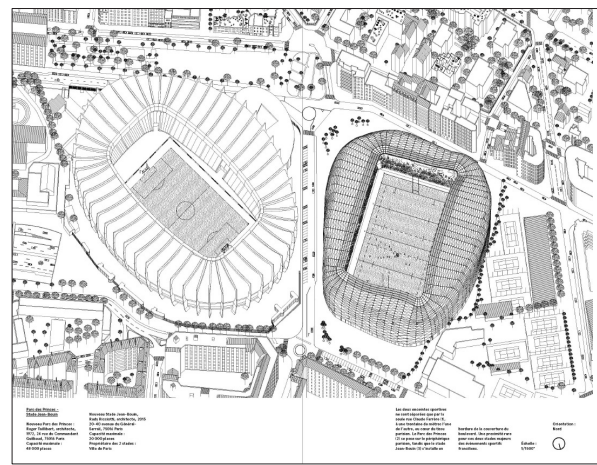 Parc des Princes –
Stade Jean-Bouin
Nouveau Parc des Princes :
Roger Taillibert, architecte,
1972, 24 rue du Commandant
Guilbaud, 75016 Paris
Capacité maximale :
49 000 places
Nouveau Stade Jean-Bouin,
Rudy Ricciotti, architecte, 2013
20-40 avenue du Général-
Sarrail, 75016 Paris
Capacité maximale :
20 000 places
Propriétaire des 2 stades :
Ville de Paris
Les deux enceintes sportives
ne sont séparées que par la
seule rue Claude Farrère (1),
à une trentaine de mètres l'une
de l'autre, au cœur du tissu
parisien. Le Parc des Princes
(2) se pose sur le périphérique
parisien, tandis que le stade
Jean-Bouin (3) s'installe en
bordure de la couverture du
boulevard. Une proximité rare
pour ces deux stades majeurs
des événements sportifs
franciliens.
Échelle :
1/1500°
Orientation :
Nord